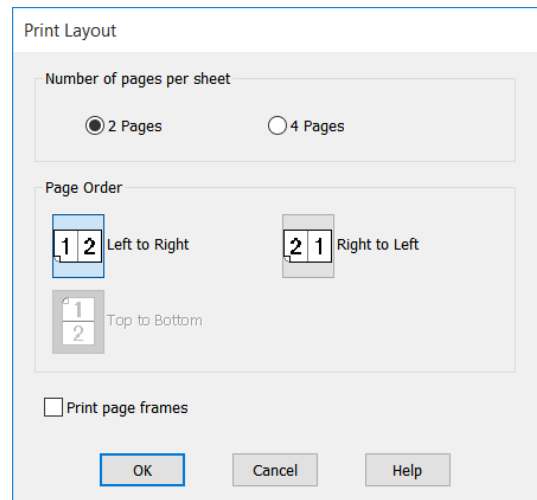 Print Layout
Number of pages per sheet
2 Pages 4 Pages
Page Order
1 2 Left to Right 2 1 Right to Left
1
2 Top to Bottom
Print page frames
OK Cancel Help